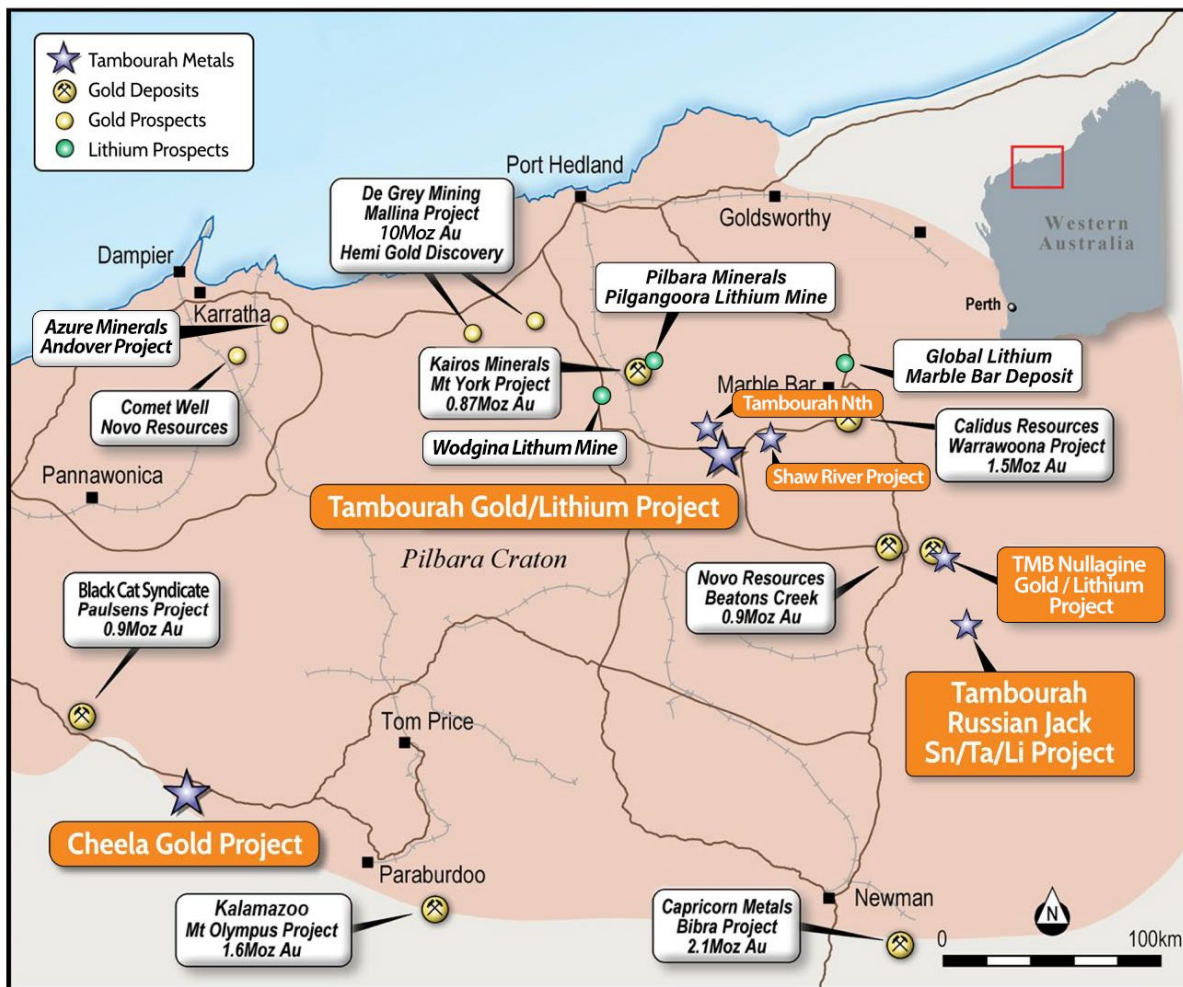 Tambourah Metals
Gold Deposits
Gold Prospects
Lithium Prospects
Port Hedland
De Grey Mining
Mallina Project
10Moz Au
Hemi Gold Discovery
Goldsworthy
Western
Australia
Perth
Dampier
Karratha
Pilbara Minerals
Pilgangoora Lithium Mine
Azure Minerals
Andover Project
Kairos Minerals
Mt York Project
0.87Moz Au
Global Lithium
Marble Bar Deposit
Marble Bar
Tambourah Nth
Comet Well
Novo Resources
Wodgina Lithum Mine
Calidus Resources
Warrawoona Project
1.5Moz Au
Shaw River Project
Pannawonica
Tambourah Gold/Lithium Project
Pilbara Craton
Black Cat Syndicate
Paulsens Project
0.9Moz Au
Novo Resources
Beatons Creek
0.9Moz Au
TMB Nullagine
Gold / Lithium
Project
Tambourah
Russian Jack
Sn/Ta/Li Project
Tom Price
Cheela Gold Project
Paraburdoo
Kalamazoo
Mt Olympus Project
1.6Moz Au
Capricorn Metals
Bibra Project
2.1Moz Au
Newman
N
0
100km